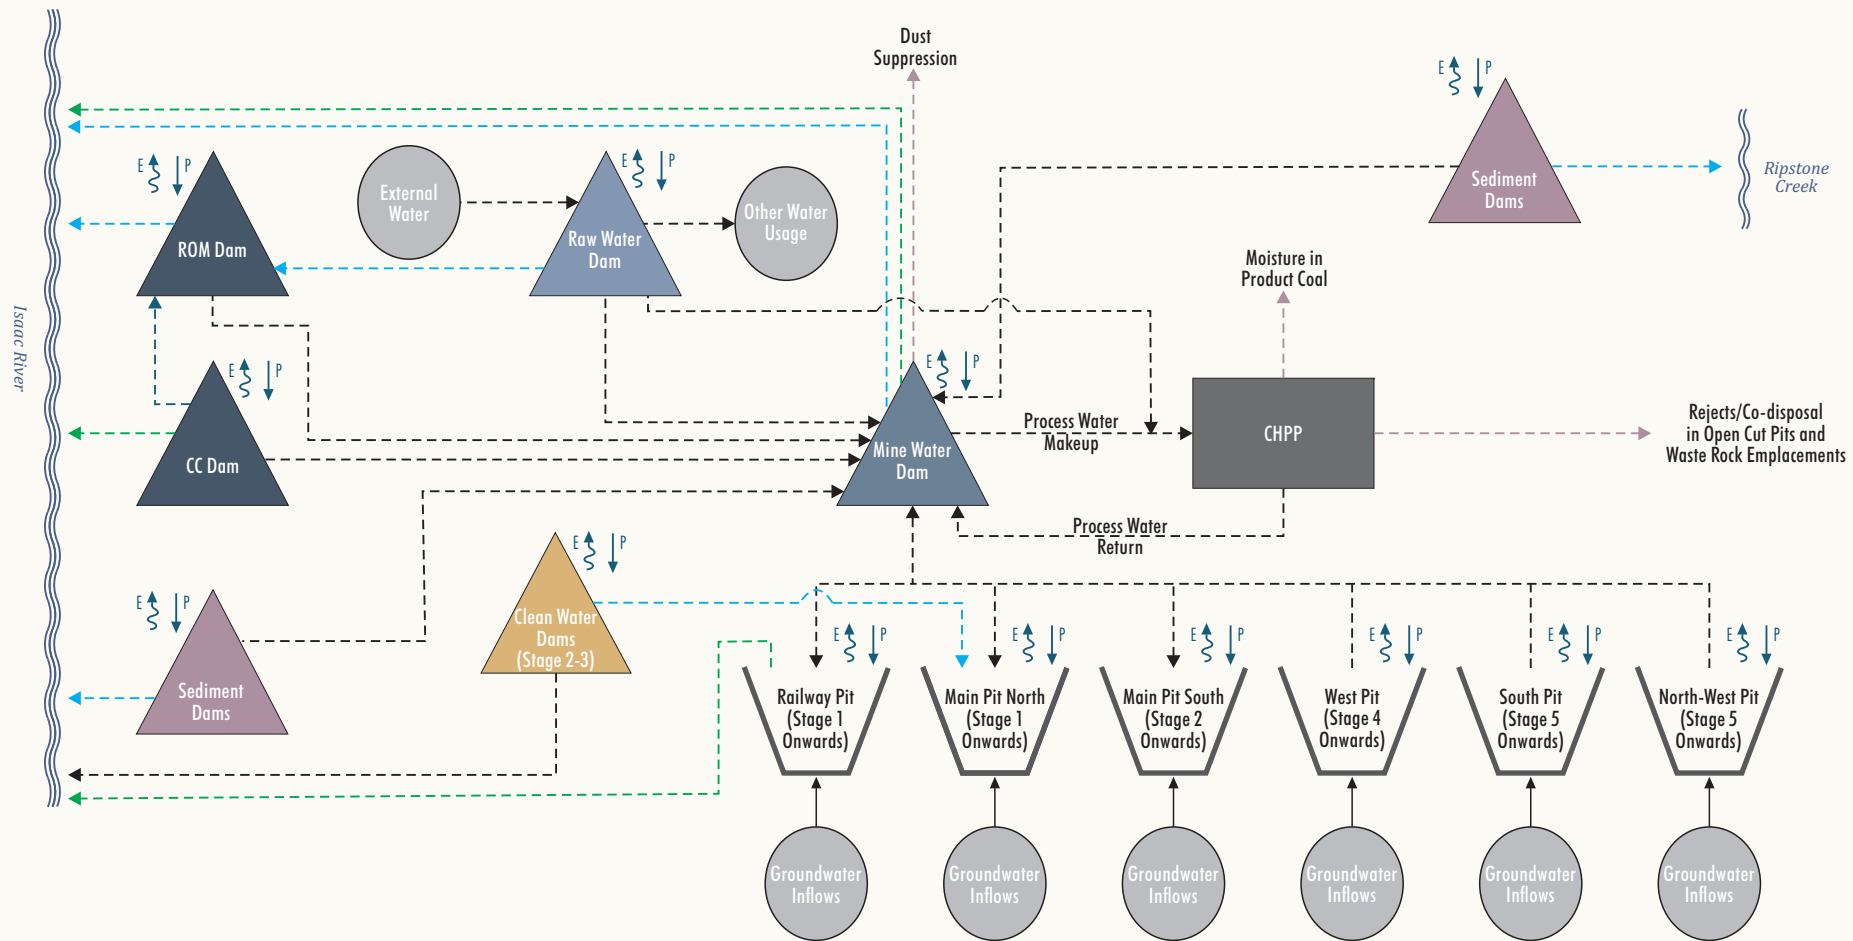 Dust
Suppression
E P
Ripstone
Creek
Sediment
Dams
E P
External
Water
E P
Raw Water
Dam
Other Water
Usage
E P
ROM Dam
Moisture in
Product Coal
Isaac River
E P
CC Dam
E P
Mine Water
Dam
Process Water
Makeup
CHPP
Rejects/Co-disposal
in Open Cut Pits and
Waste Rock Emplacements
Process Water
Return
E P
Clean Water
Dams
(Stage 2-3)
E P
Sediment
Dams
E P
E P
E P
E P
E P
E P
Railway Pit
(Stage 1
Onwards)
Main Pit North
(Stage 1
Onwards)
Main Pit South
(Stage 2
Onwards)
West Pit
(Stage 4
Onwards)
South Pit
(Stage 5
Onwards)
North-West Pit
(Stage 5
Onwards)
Groundwater
Inflows
Groundwater
Inflows
Groundwater
Inflows
Groundwater
Inflows
Groundwater
Inflows
Groundwater
Inflows